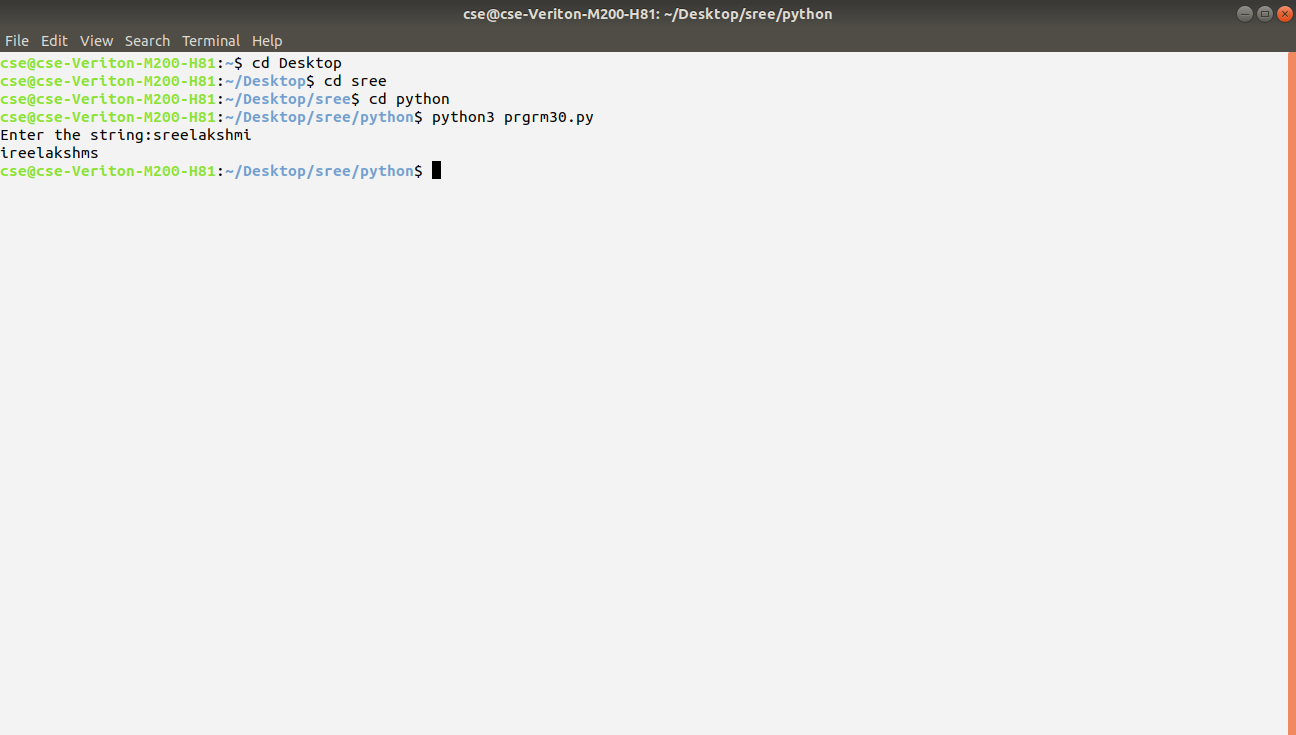 cse@cse-Veriton-M200-H81: ~/Desktop/sree/python
File Edit View Search Terminal Help
cse@cse-Veriton-M200-H81:~$ cd Desktop
cse@cse-Veriton-M200-H81:~/Desktop$ cd sree
cse@cse-Veriton-M200-H81:~/Desktop/sree$ cd python
cse@cse-Veriton-M200-H81:~/Desktop/sree/python$ python3 prgrm30.py
Enter the string:sreelakshmi
ireelakshms
cse@cse-Veriton-M200-H81:~/Desktop/sree/python$